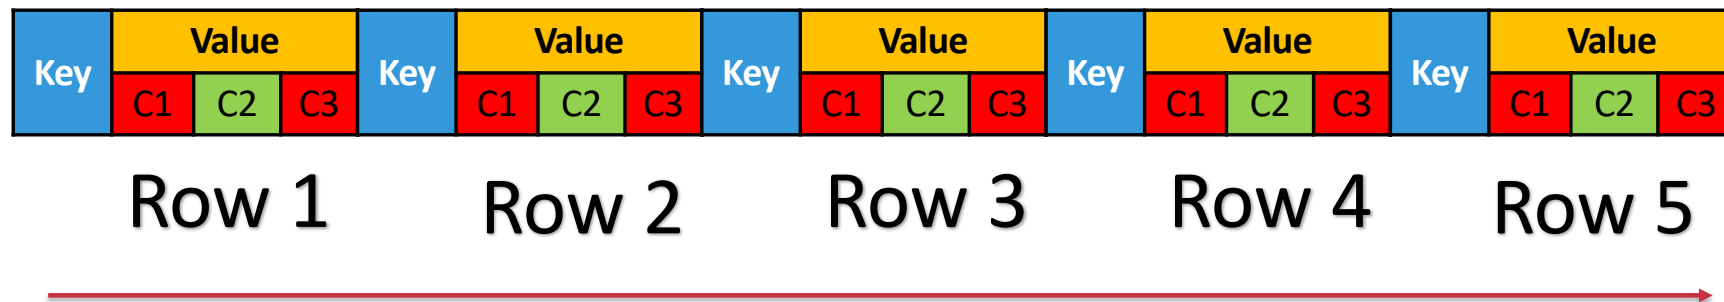 Key Value Key Value Key Value Key Value Key Value
C1 C2 C3 C1 C2 C3 C1 C2 C3 C1 C2 C3 C1 C2 C3
Row 1 Row 2 Row 3 Row 4 Row 5